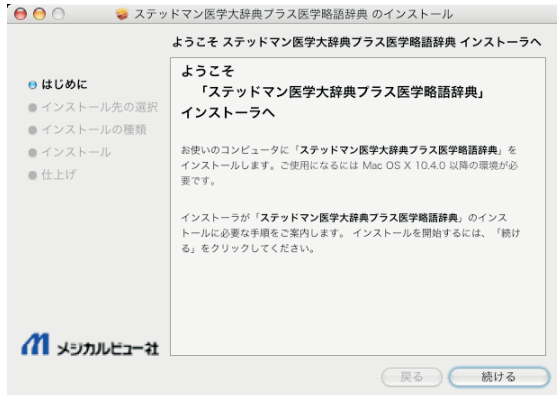 ステッドマン医学大辞典プラス医学略語辞典 のインストール
ようこそ ステッドマン医学大辞典プラス医学略語辞典 インストーラへ
はじめに
インストール先の選択
インストールの種類
インストール
仕上げ
ようこそ
「ステッドマン医学大辞典プラス医学略語辞典」
インストーラへ
お使いのコンピュータに「ステッドマン医学大辞典プラス医学略語辞典」を
インストールします。ご使用になるには Mac OS X 10.4.0 以降の環境が必
要です。
インストーラが「ステッドマン医学大辞典プラス医学略語辞典」のインス
トールに必要な手順をご案内します。 インストールを開始するには、「続け
る」をクリックしてください。
メジカルビュー社
戻る
続ける